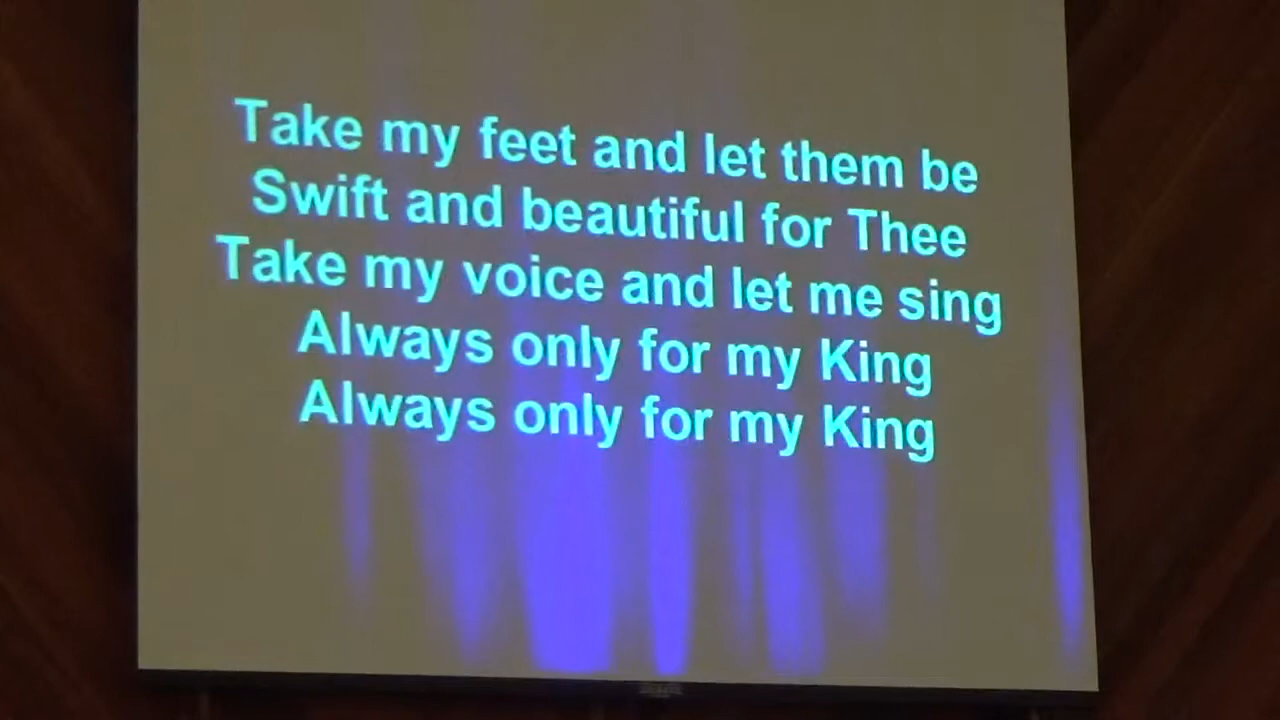 Take my feet and let them be
Swift and beautiful for Thee
Take my voice and let me sing
Always only for my King
Always only for my King